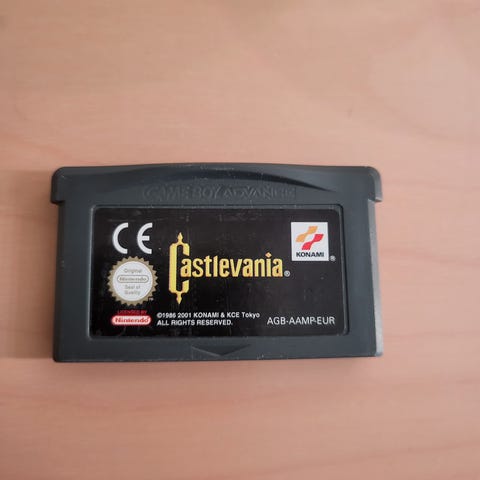 GAME BOY ADVANCE
CE
Castlevania®
KONAMI®
Original
Nintendo
Seal of
Quality
LICENSED BY
Nintendo
©1986 2001 KONAMI & KCE Tokyo
ALL RIGHTS RESERVED.
AGB-AAMP-EUR